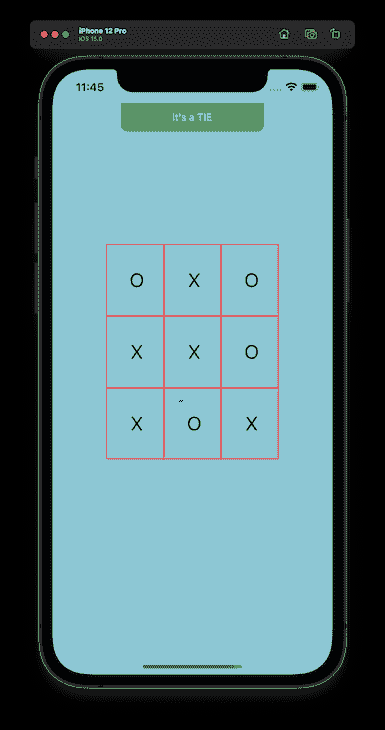 iPhone 12 Pro
iOS 15.0
11:45
It's a TIE
O X O
X X O
X O X